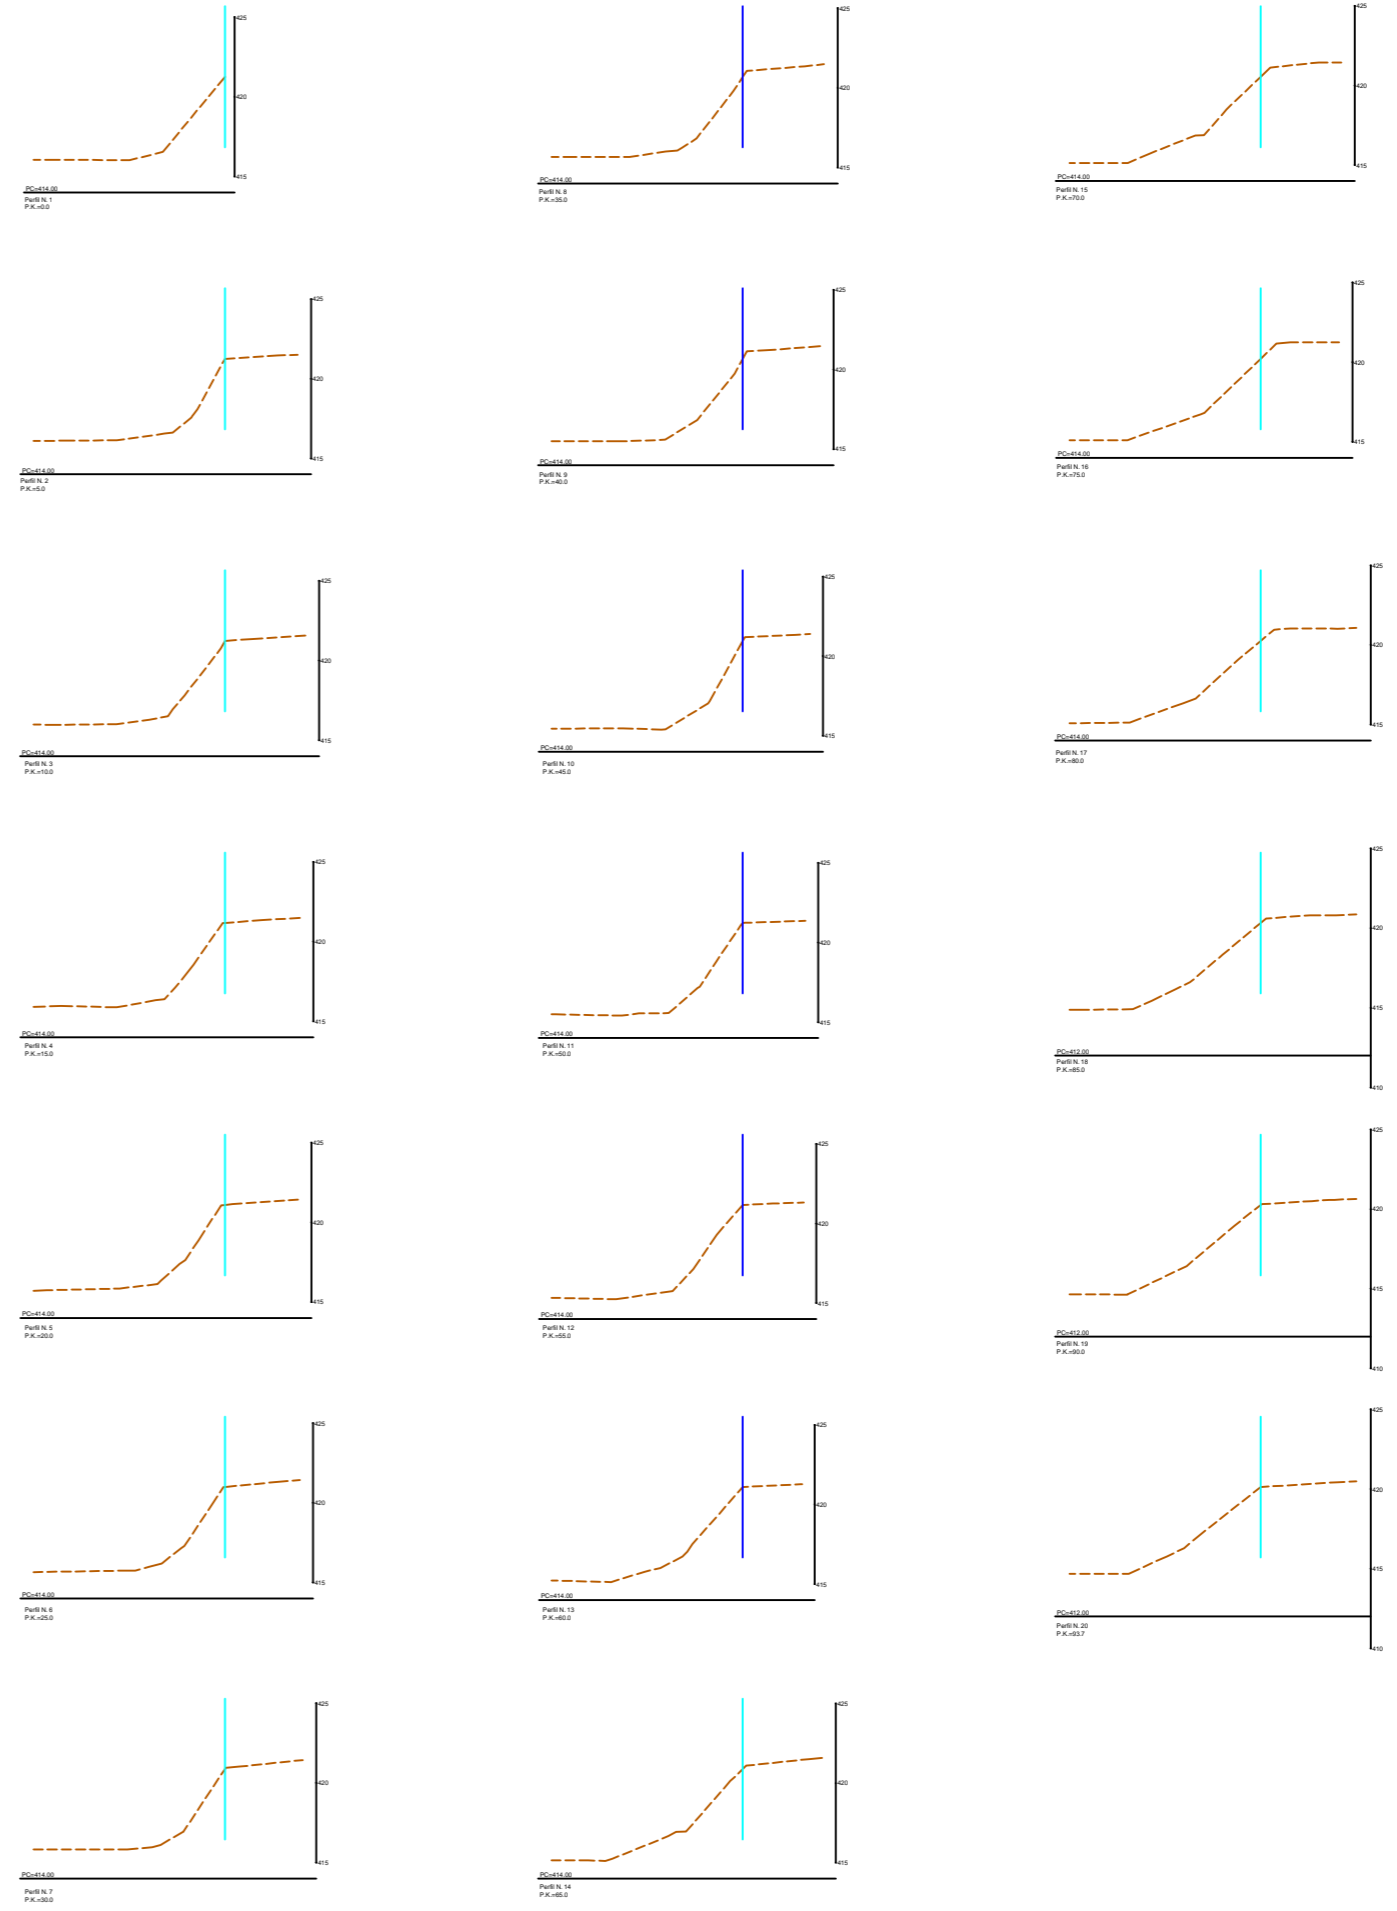 425
420
415
PC=414.00
Perfil N. 1
P.K.=0.0
425
420
415
PC=414.00
Perfil N. 2
P.K.=5.0
425
420
415
PC=414.00
Perfil N. 3
P.K.=10.0
425
420
415
PC=414.00
Perfil N. 4
P.K.=15.0
425
420
415
PC=414.00
Perfil N. 5
P.K.=20.0
425
420
415
PC=414.00
Perfil N. 6
P.K.=25.0
425
420
415
PC=414.00
Perfil N. 7
P.K.=30.0
425
420
415
PC=414.00
Perfil N. 8
P.K.=35.0
425
420
415
PC=414.00
Perfil N. 9
P.K.=40.0
425
420
415
PC=414.00
Perfil N. 10
P.K.=45.0
425
420
415
PC=414.00
Perfil N. 11
P.K.=50.0
425
420
415
PC=414.00
Perfil N. 12
P.K.=55.0
425
420
415
PC=414.00
Perfil N. 13
P.K.=60.0
425
420
415
PC=414.00
Perfil N. 14
P.K.=65.0
425
420
415
PC=414.00
Perfil N. 15
P.K.=70.0
425
420
415
PC=414.00
Perfil N. 16
P.K.=75.0
425
420
415
PC=414.00
Perfil N. 17
P.K.=80.0
425
420
415
PC=412.00
Perfil N. 18
P.K.=85.0
410
425
420
415
PC=412.00
Perfil N. 19
P.K.=90.0
410
425
420
415
PC=412.00
Perfil N. 20
P.K.=93.7
410